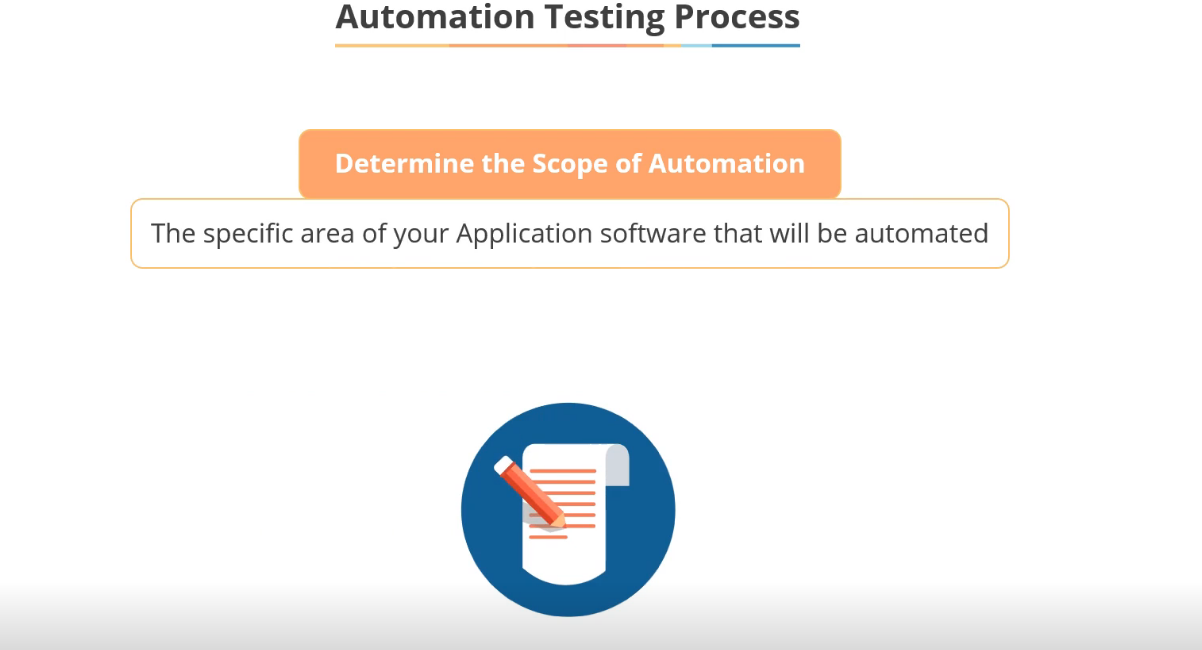 Automation Testing Process
Determine the Scope of Automation
The specific area of your Application software that will be automated